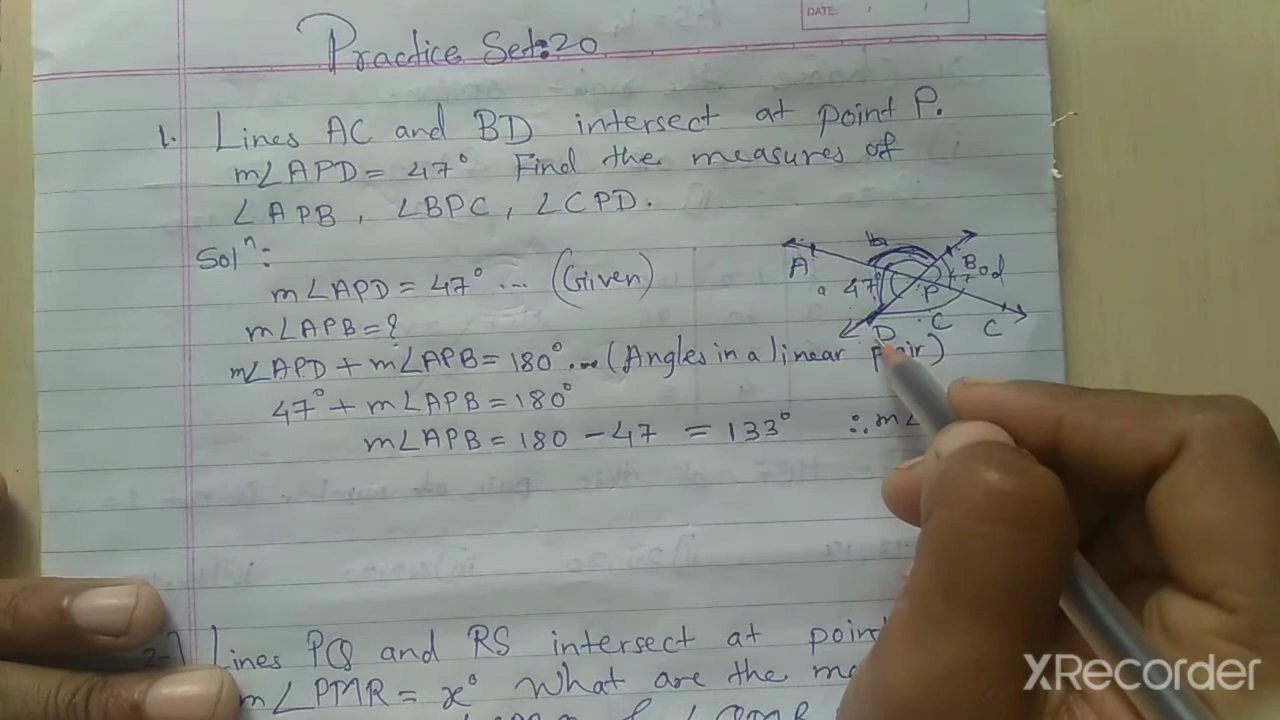 DATE:
Practice Set:20
1. Lines AC and BD intersect at point P.
m∠APD = 47° Find the measures of
∠APB, ∠BPC, ∠CPD.
Solⁿ:
m∠APD = 47° ... (Given)
m∠APB = ?
m∠APD + m∠APB = 180° ... (Angles in a linear pair)
47° + m∠APB = 180°
m∠APB = 180 - 47 = 133° ∴ m∠
A B
a 47° P d
D C C
2. Lines PQ and RS intersect at point
m∠PMR = x° What are the
XRecorder